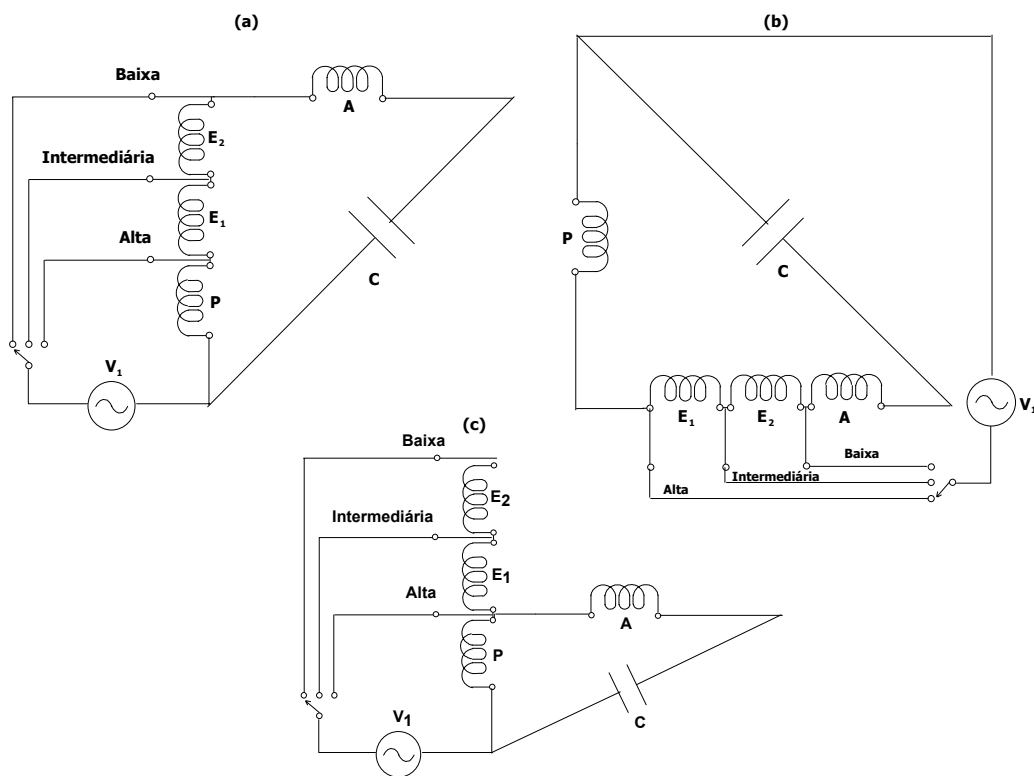 (a)
Baixa
A
E₂
Intermediária
E₁
Alta
C
P
V₁
(b)
P
C
E₁
E₂
A
V₁
Baixa
Intermediária
Alta
(c)
Baixa
E2
Intermediária
E1
Alta
A
P
C
V1